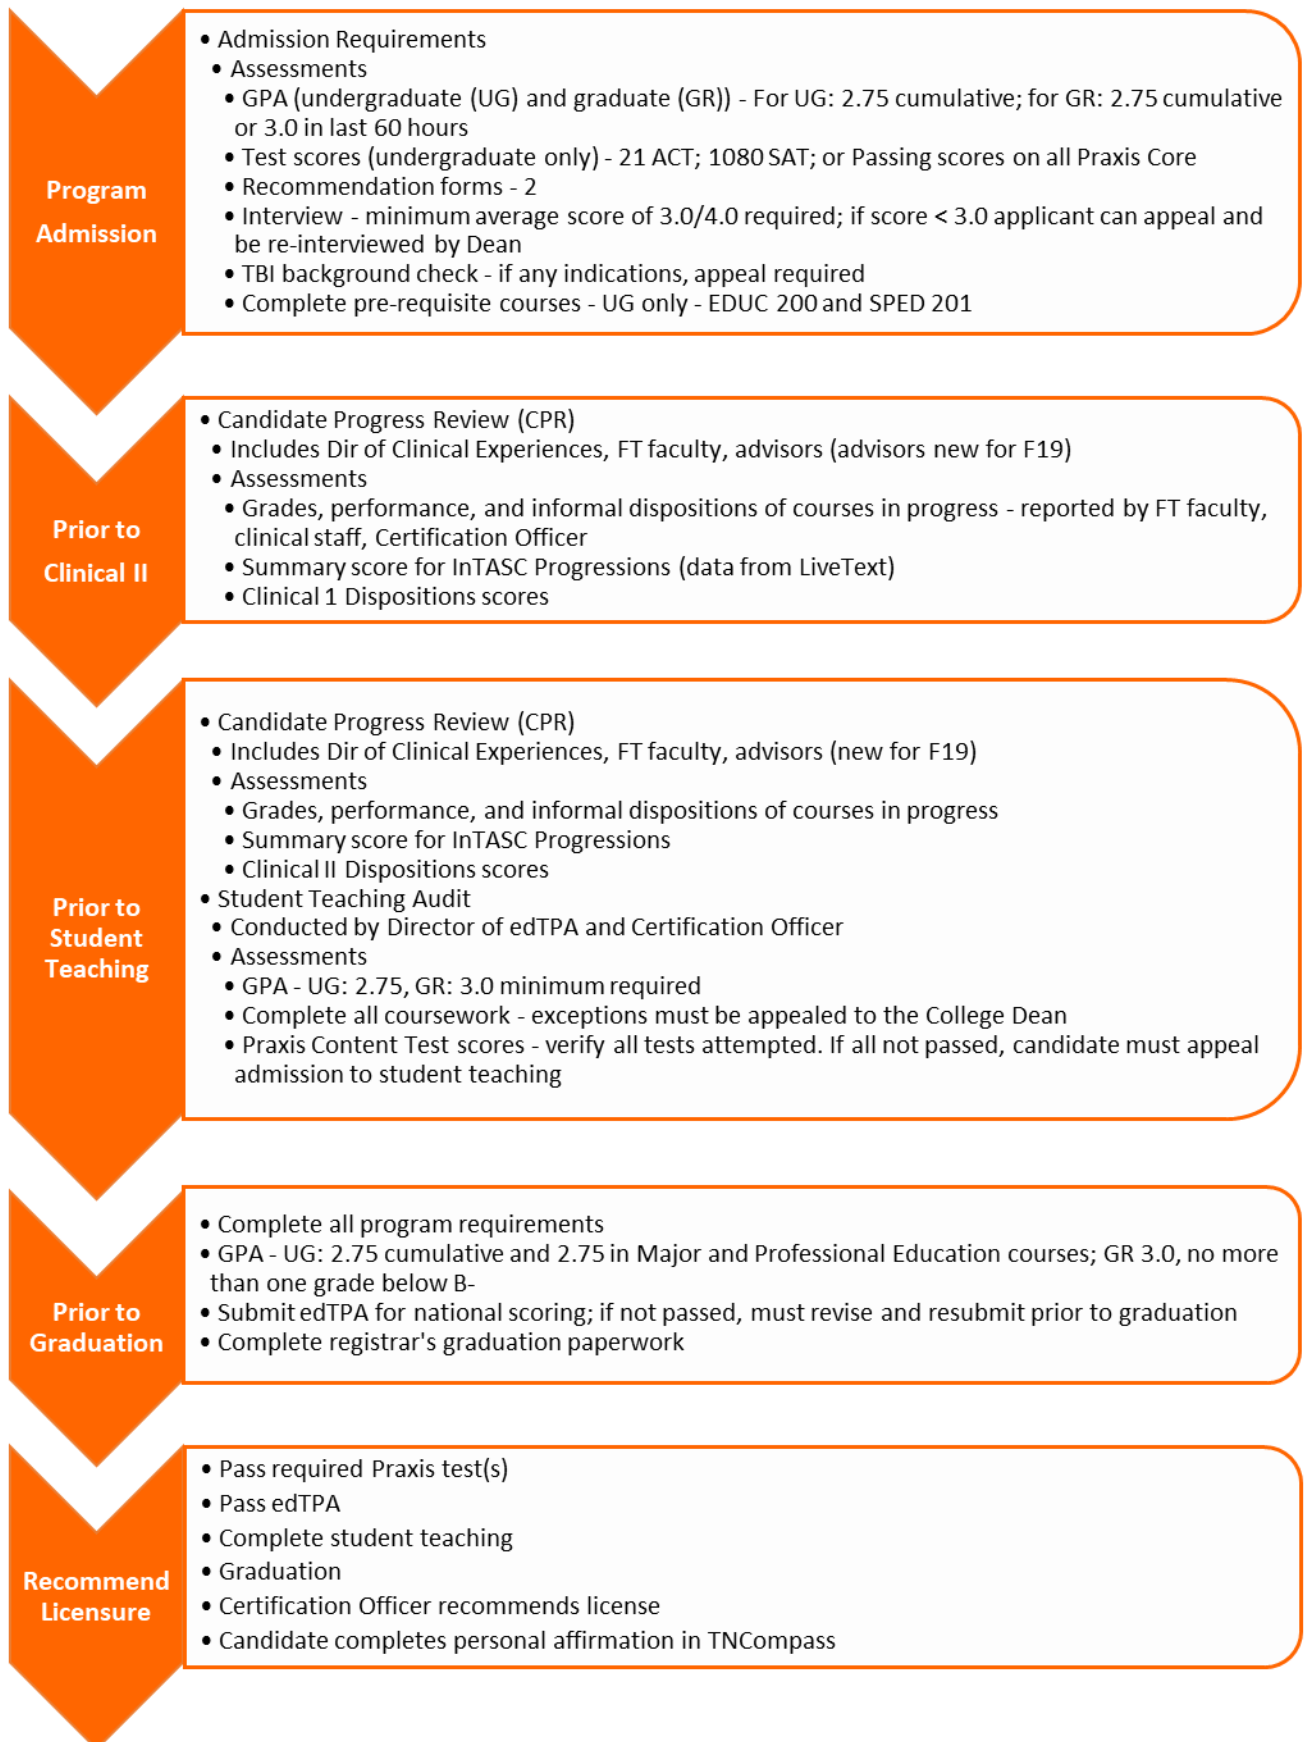 Program
Admission
• Admission Requirements
• Assessments
• GPA (undergraduate (UG) and graduate (GR)) - For UG: 2.75 cumulative; for GR: 2.75 cumulative
or 3.0 in last 60 hours
• Test scores (undergraduate only) - 21 ACT; 1080 SAT; or Passing scores on all Praxis Core
• Recommendation forms - 2
• Interview - minimum average score of 3.0/4.0 required; if score < 3.0 applicant can appeal and
be re-interviewed by Dean
• TBI background check - if any indications, appeal required
• Complete pre-requisite courses - UG only - EDUC 200 and SPED 201
Prior to
Clinical II
• Candidate Progress Review (CPR)
• Includes Dir of Clinical Experiences, FT faculty, advisors (advisors new for F19)
• Assessments
• Grades, performance, and informal dispositions of courses in progress - reported by FT faculty,
clinical staff, Certification Officer
• Summary score for InTASC Progressions (data from LiveText)
• Clinical 1 Dispositions scores
Prior to
Student
Teaching
• Candidate Progress Review (CPR)
• Includes Dir of Clinical Experiences, FT faculty, advisors (new for F19)
• Assessments
• Grades, performance, and informal dispositions of courses in progress
• Summary score for InTASC Progressions
• Clinical II Dispositions scores
• Student Teaching Audit
• Conducted by Director of edTPA and Certification Officer
• Assessments
• GPA - UG: 2.75, GR: 3.0 minimum required
• Complete all coursework - exceptions must be appealed to the College Dean
• Praxis Content Test scores - verify all tests attempted. If all not passed, candidate must appeal
admission to student teaching
Prior to
Graduation
• Complete all program requirements
• GPA - UG: 2.75 cumulative and 2.75 in Major and Professional Education courses; GR 3.0, no more
than one grade below B-
• Submit edTPA for national scoring; if not passed, must revise and resubmit prior to graduation
• Complete registrar's graduation paperwork
Recommend
Licensure
• Pass required Praxis test(s)
• Pass edTPA
• Complete student teaching
• Graduation
• Certification Officer recommends license
• Candidate completes personal affirmation in TNCompass